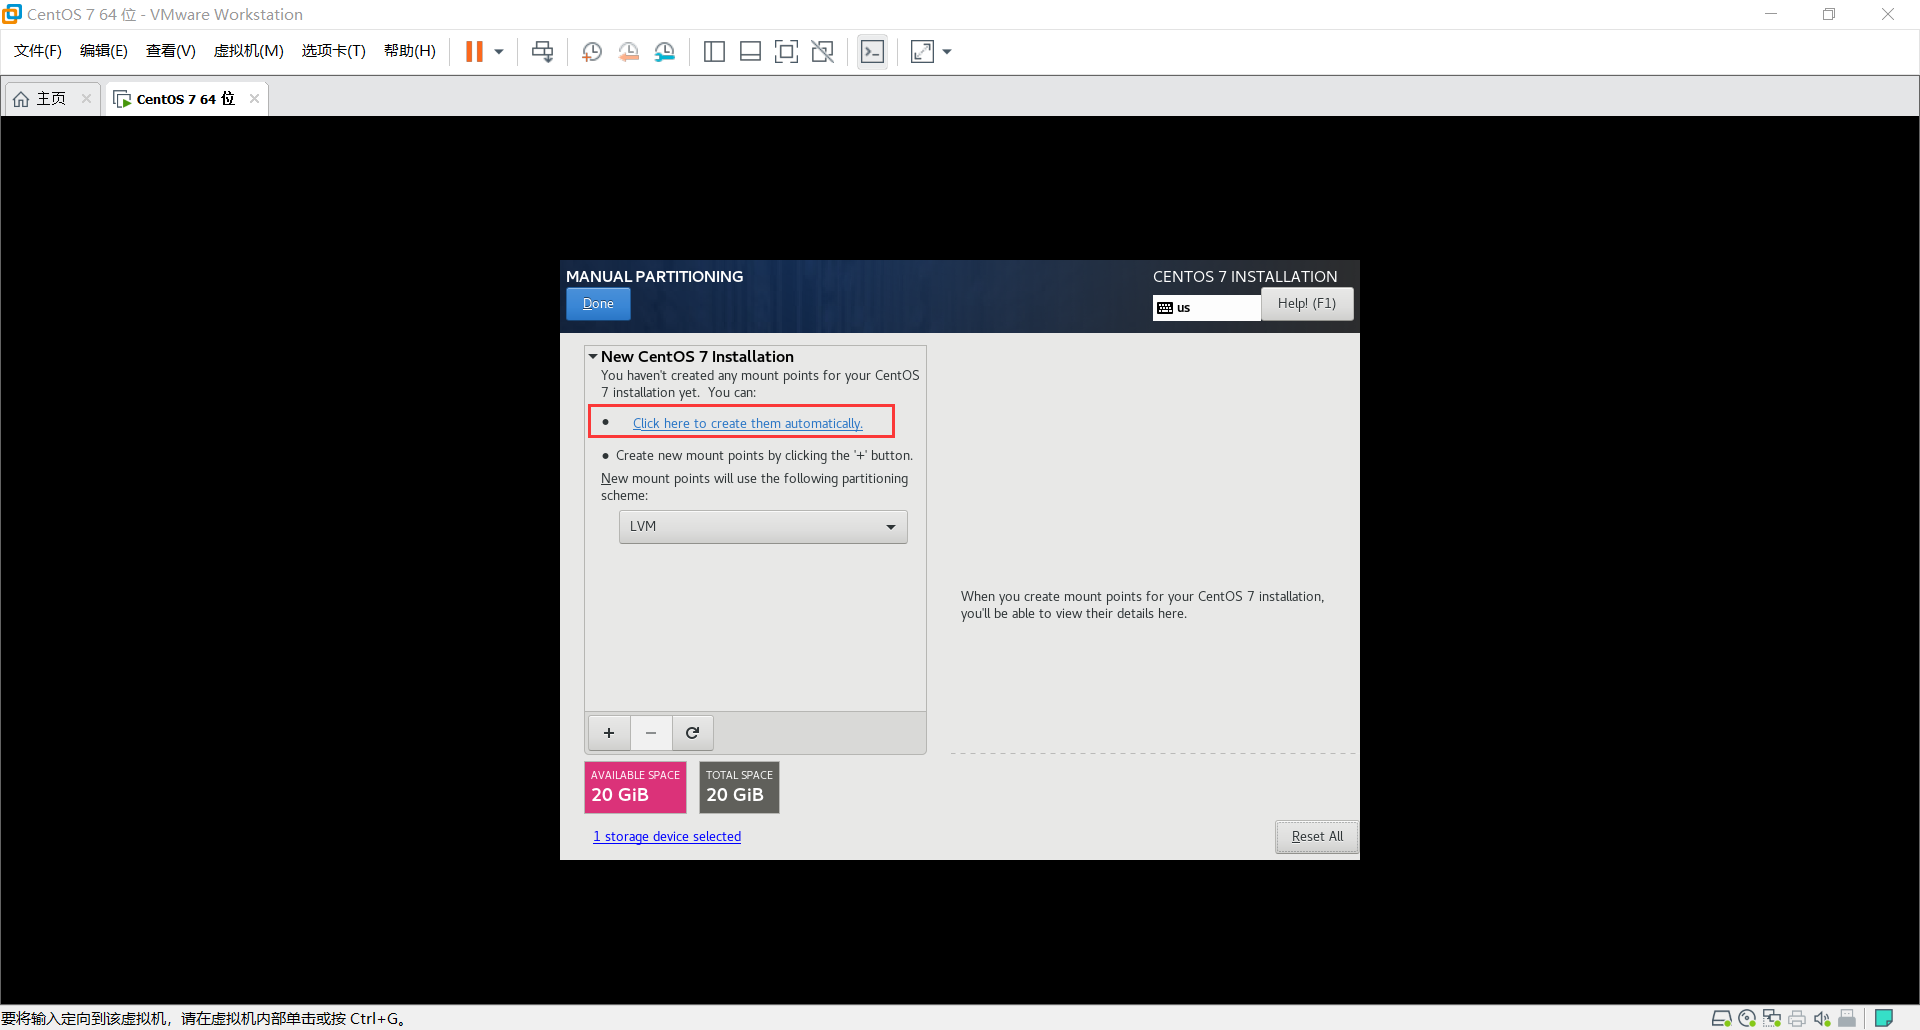 CentOS 7 64 位 - VMware Workstation
文件(F) 编辑(E) 查看(V) 虚拟机(M) 选项卡(T) 帮助(H)
主页 CentOS 7 64 位
MANUAL PARTITIONING
CENTOS 7 INSTALLATION
Done
us
Help! (F1)
New CentOS 7 Installation
You haven't created any mount points for your CentOS
7 installation yet. You can:
• Click here to create them automatically.
• Create new mount points by clicking the '+' button.
New mount points will use the following partitioning
scheme:
LVM
When you create mount points for your CentOS 7 installation,
you'll be able to view their details here.
+ −
AVAILABLE SPACE
20 GiB
TOTAL SPACE
20 GiB
1 storage device selected
Reset All
要将输入定向到该虚拟机，请在虚拟机内部单击或按 Ctrl+G。